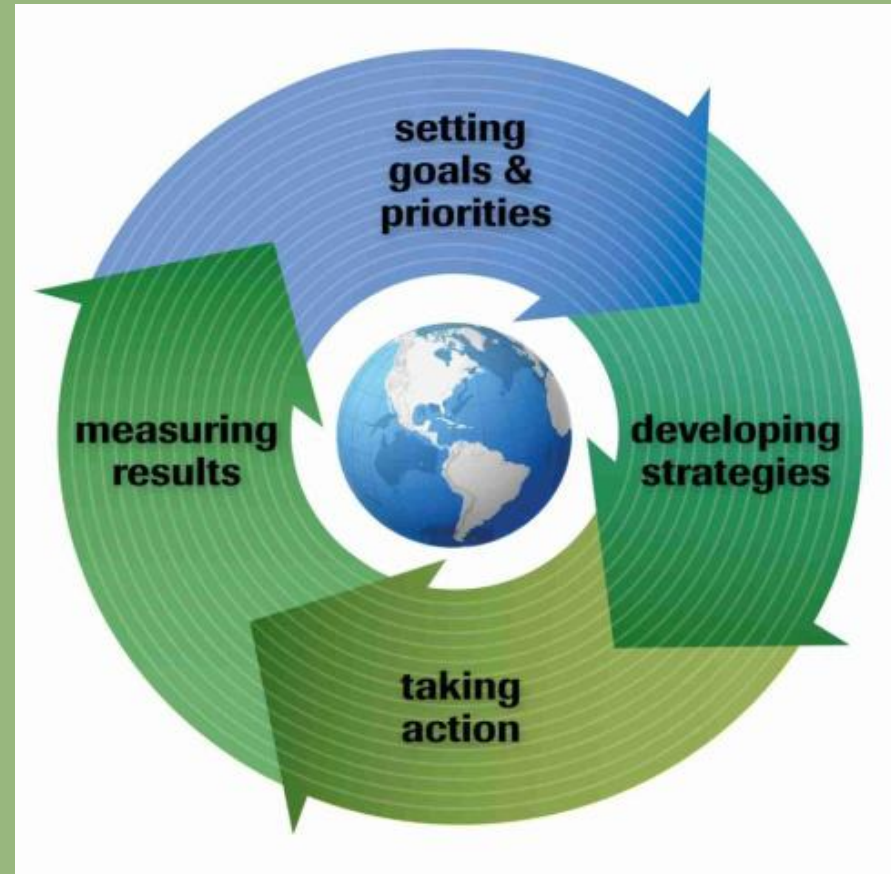 setting
goals &
priorities
developing
strategies
taking
action
measuring
results